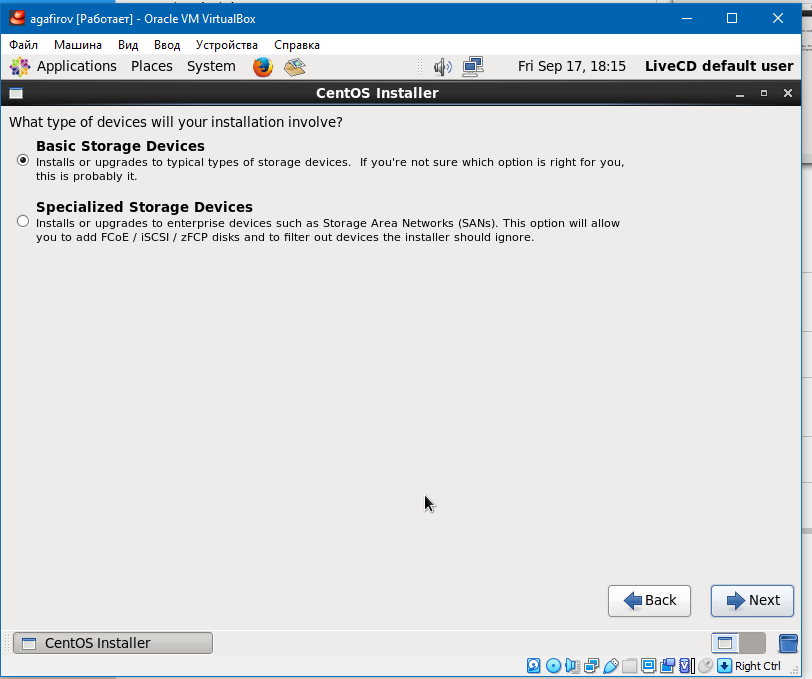 agafirov [Работает] - Oracle VM VirtualBox
Файл Машина Вид Ввод Устройства Справка
Applications Places System Fri Sep 17, 18:15 LiveCD default user
CentOS Installer
What type of devices will your installation involve?
Basic Storage Devices
Installs or upgrades to typical types of storage devices.  If you're not sure which option is right for you,
this is probably it.
Specialized Storage Devices
Installs or upgrades to enterprise devices such as Storage Area Networks (SANs). This option will allow
you to add FCoE / iSCSI / zFCP disks and to filter out devices the installer should ignore.
Back Next
CentOS Installer
Right Ctrl